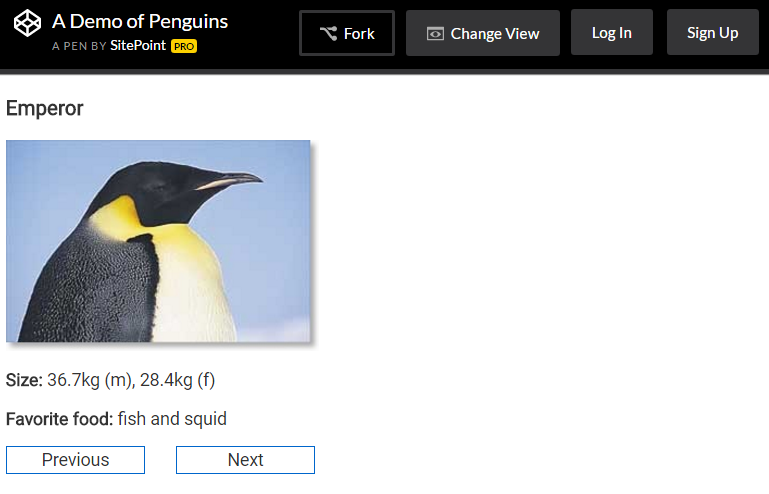 A Demo of Penguins
A PEN BY SitePoint PRO
Fork
Change View
Log In
Sign Up
Emperor
Size: 36.7kg (m), 28.4kg (f)
Favorite food: fish and squid
Previous
Next